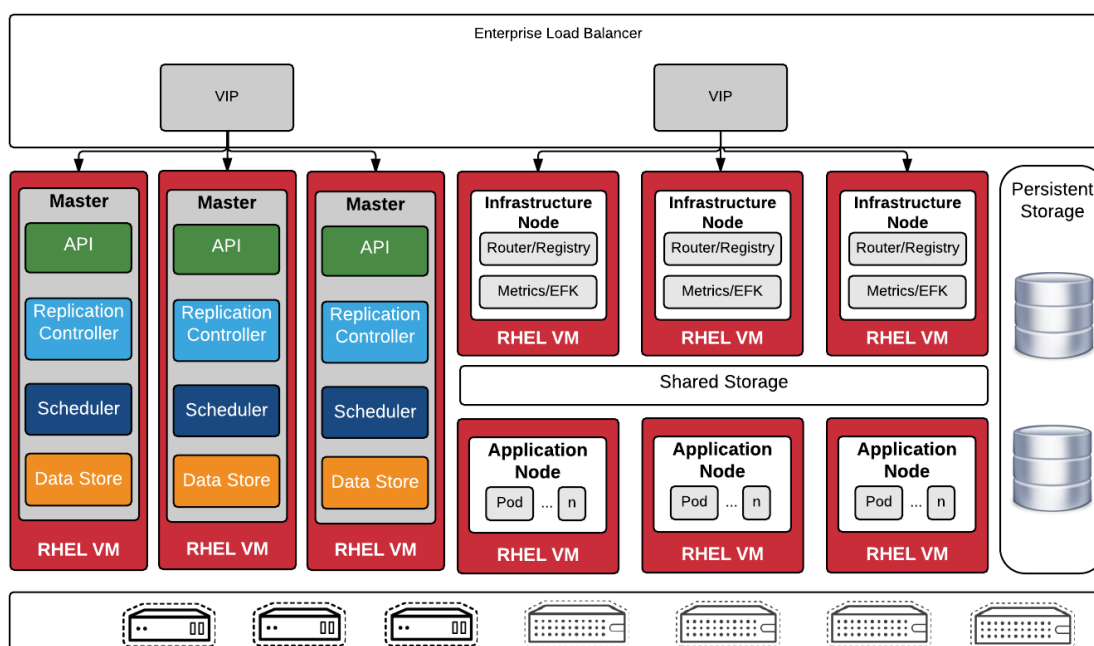 Enterprise Load Balancer
VIP
VIP
Master
API
Replication
Controller
Scheduler
Data Store
RHEL VM
Master
API
Replication
Controller
Scheduler
Data Store
RHEL VM
Master
API
Replication
Controller
Scheduler
Data Store
RHEL VM
Infrastructure
Node
Router/Registry
Metrics/EFK
RHEL VM
Infrastructure
Node
Router/Registry
Metrics/EFK
RHEL VM
Infrastructure
Node
Router/Registry
Metrics/EFK
RHEL VM
Shared Storage
Application
Node
Pod ... n
RHEL VM
Application
Node
Pod ... n
RHEL VM
Application
Node
Pod ... n
RHEL VM
Persistent
Storage